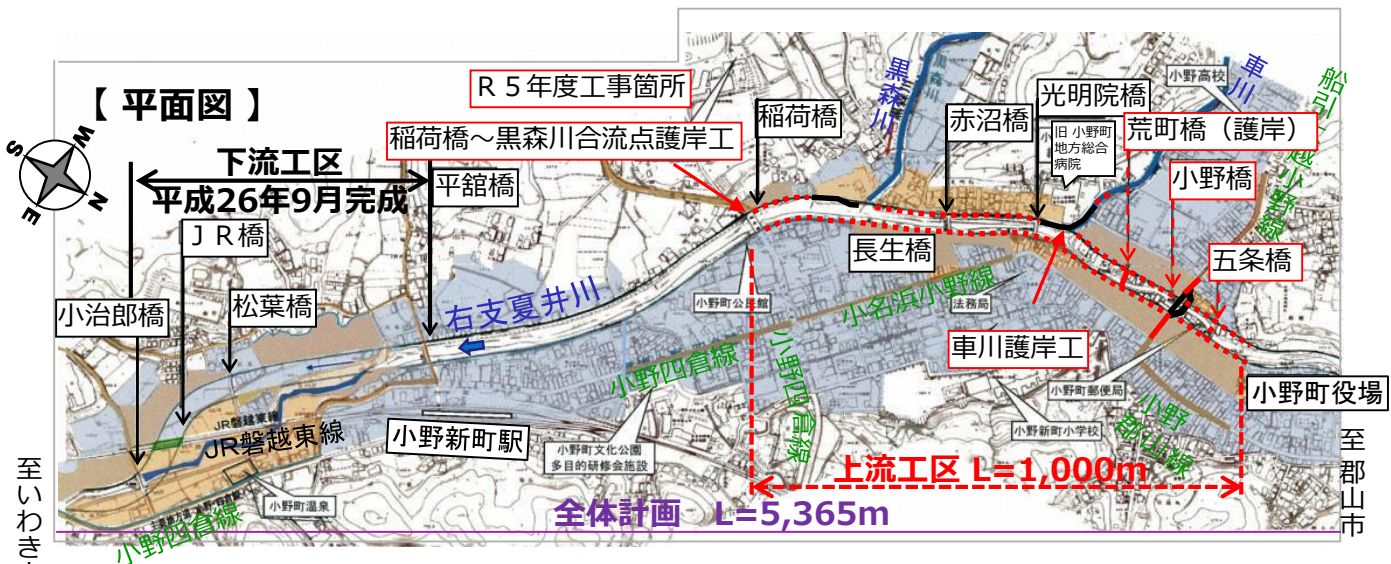 【 平面図 】
R5年度工事箇所
稲荷橋～黒森川合流点護岸工
稲荷橋
黒森川
黒森川
赤沼橋
光明院橋
旧 小野町
地方総合
病院
車川
小野高校
荒町橋（護岸）
小野橋
五条橋
S
W
E
N
下流工区
平成26年9月完成
平舘橋
JR橋
小治郎橋
松葉橋
右支夏井川
小野町公民館
長生橋
小名浜小野線
法務局
車川護岸工
小野四倉線
小野四倉線
小野町郵便局
小野町役場
小野新町小学校
小野
郡山線
JR磐越東線
JR磐越東線
小野新町駅
小野町文化公園
多目的研修会施設
小野町温泉
小野四倉線
上流工区 L=1,000m
全体計画　L=5,365m
至いわき
至 郡山市